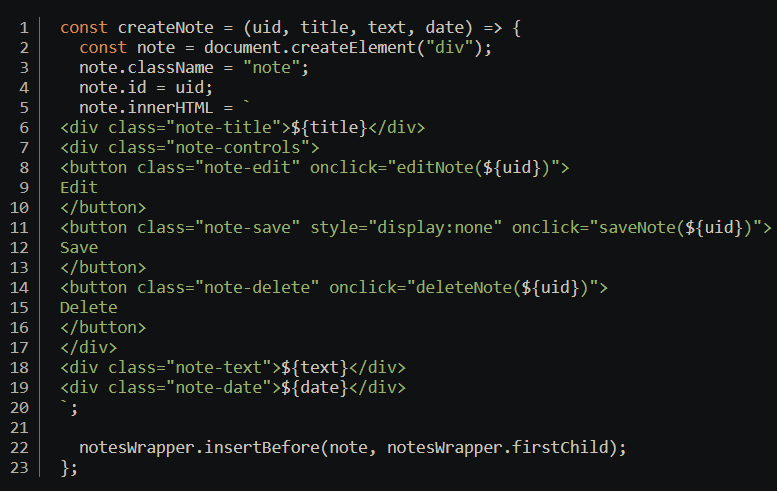 1 const createNote = (uid, title, text, date) => {
2   const note = document.createElement("div");
3   note.className = "note";
4   note.id = uid;
5   note.innerHTML = `
6 <div class="note-title">${title}</div>
7 <div class="note-controls">
8 <button class="note-edit" onclick="editNote(${uid})">
9 Edit
10 </button>
11 <button class="note-save" style="display:none" onclick="saveNote(${uid})">
12 Save
13 </button>
14 <button class="note-delete" onclick="deleteNote(${uid})">
15 Delete
16 </button>
17 </div>
18 <div class="note-text">${text}</div>
19 <div class="note-date">${date}</div>
20 `;
21
22   notesWrapper.insertBefore(note, notesWrapper.firstChild);
23 };